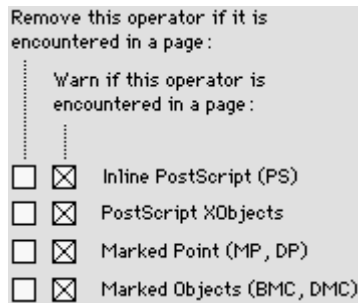 Remove this operator if it is
encountered in a page:
Warn if this operator is
encountered in a page:
Inline PostScript (PS)
PostScript XObjects
Marked Point (MP, DP)
Marked Objects (BMC, DMC)